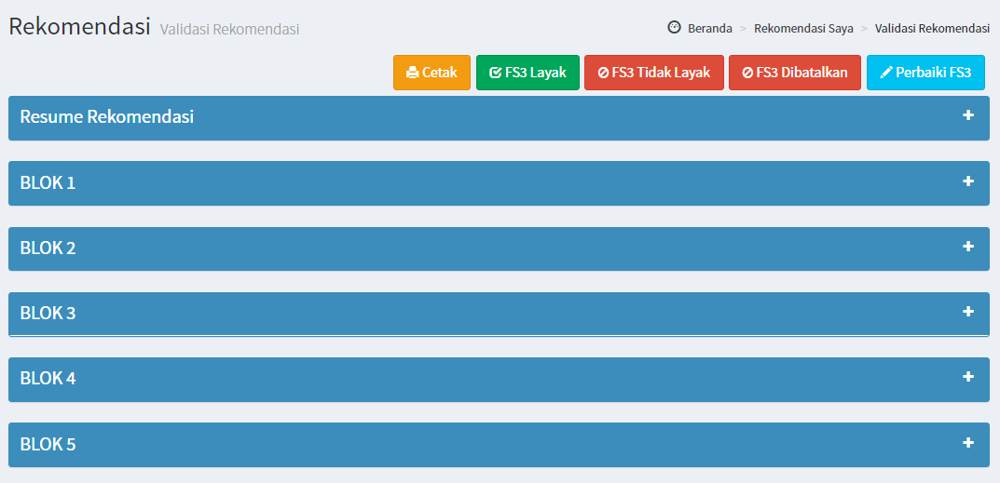 Rekomendasi Validasi Rekomendasi
Beranda > Rekomendasi Saya > Validasi Rekomendasi
Cetak FS3 Layak FS3 Tidak Layak FS3 Dibatalkan Perbaiki FS3
Resume Rekomendasi
BLOK 1
BLOK 2
BLOK 3
BLOK 4
BLOK 5